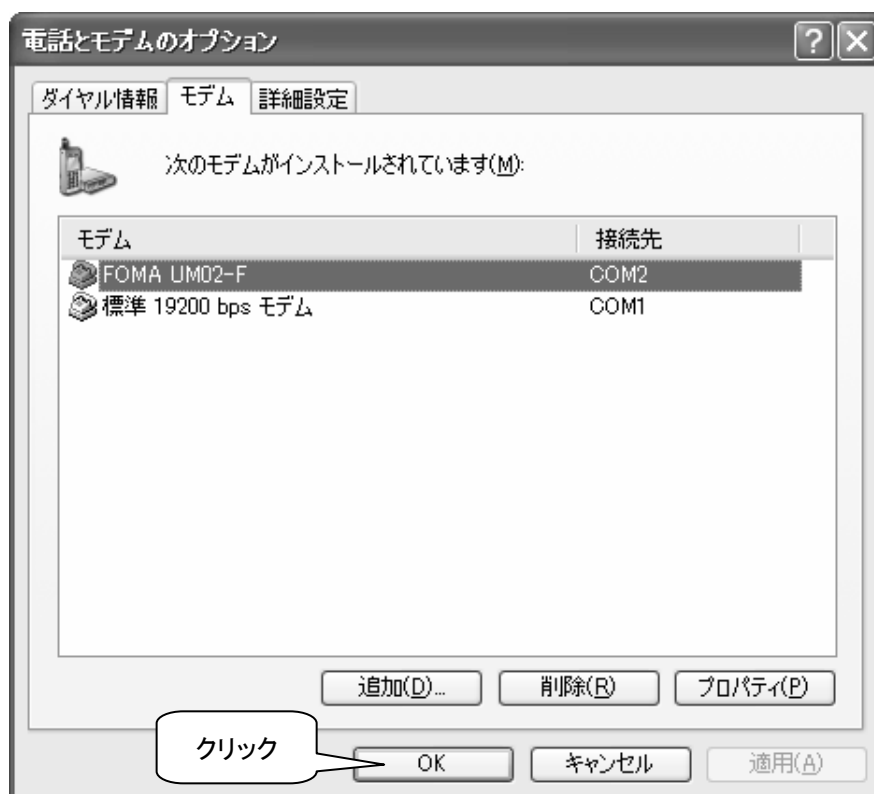 電話とモデムのオプション
ダイヤル情報 モデム 詳細設定
次のモデムがインストールされています(M):
モデム 接続先
FOMA UM02-F COM2
標準 19200 bps モデム COM1
追加(D)... 削除(R) プロパティ(P)
クリック
OK キャンセル 適用(A)